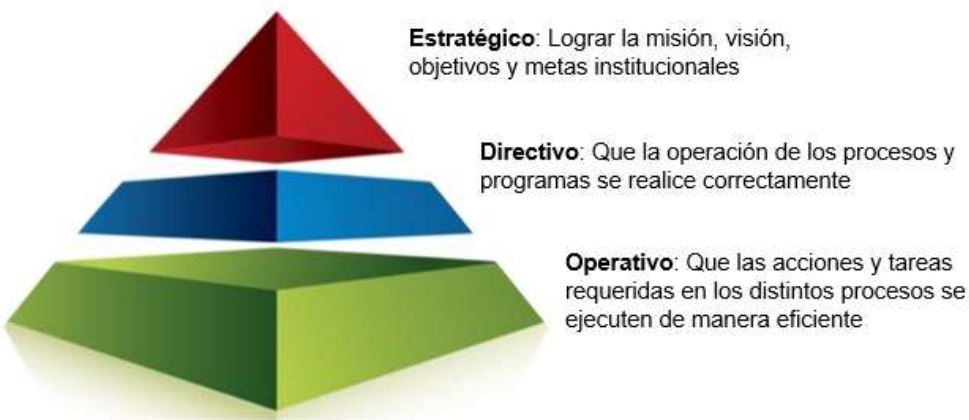 Estratégico: Lograr la misión, visión,
objetivos y metas institucionales
Directivo: Que la operación de los procesos y
programas se realice correctamente
Operativo: Que las acciones y tareas
requeridas en los distintos procesos se
ejecuten de manera eficiente